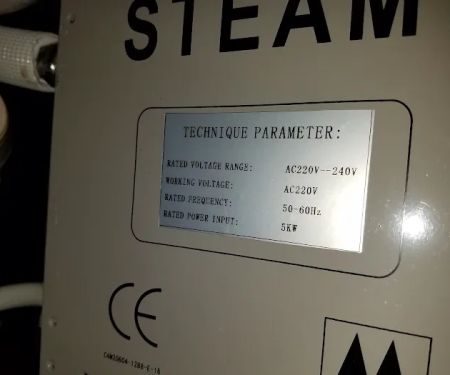 STEAM
TECHNIQUE PARAMETER:
RATED VOLTAGE RANGE: AC220V--240V
WORKING VOLTAGE: AC220V
RATED FREQUENCY: 50-60Hz
RATED POWER INPUT: 5KW
CE